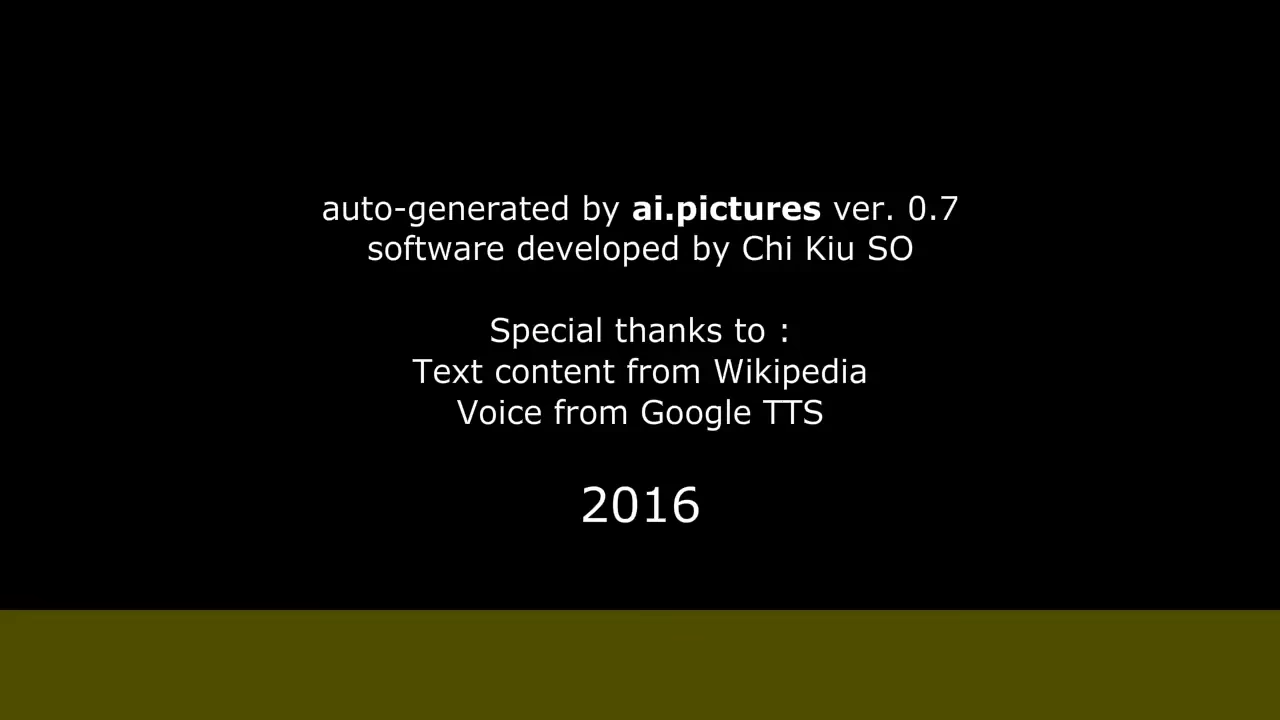 auto-generated by ai.pictures ver. 0.7
software developed by Chi Kiu SO
Special thanks to :
Text content from Wikipedia
Voice from Google TTS
2016